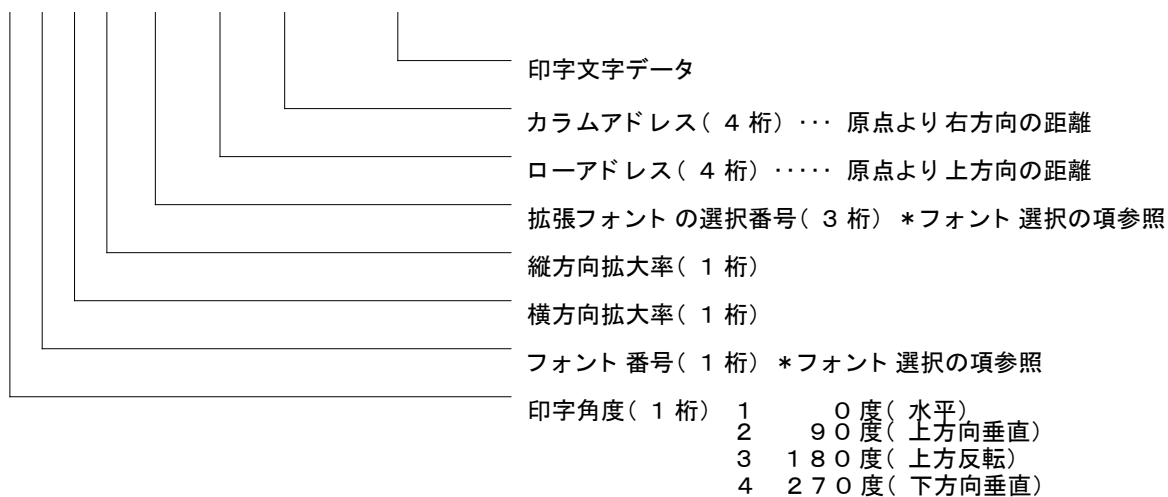 印字文字データ
カラムアドレス(4桁)… 原点より右方向の距離
ローアドレス(4桁)‥‥‥ 原点より上方向の距離
拡張フォントの選択番号(3桁) *フォント選択の項参照
縦方向拡大率(1桁)
横方向拡大率(1桁)
フォント番号(1桁) *フォント選択の項参照
印字角度(1桁) 1 0度(水平)
2 90度(上方向垂直)
3 180度(上方反転)
4 270度(下方向垂直)